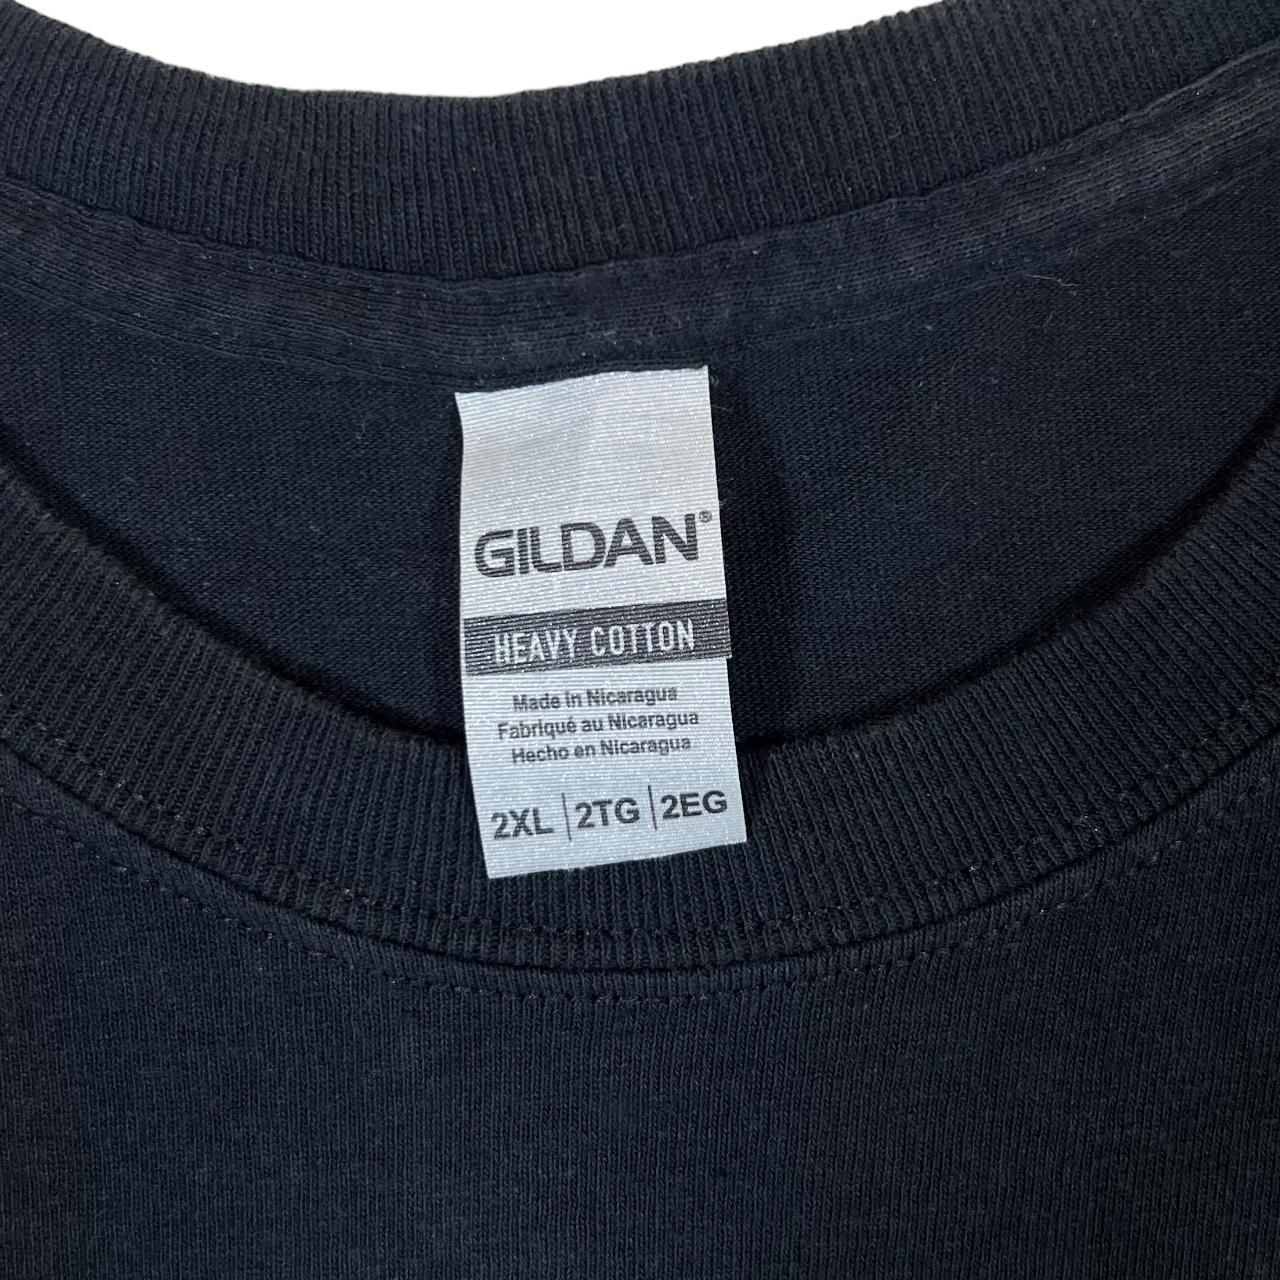 GILDAN®
HEAVY COTTON
Made in Nicaragua
Fabriqué au Nicaragua
Hecho en Nicaragua
2XL | 2TG | 2EG